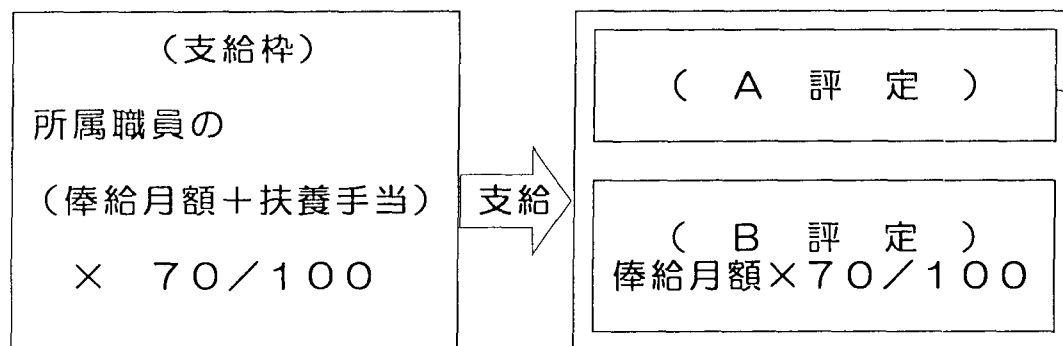 （支給枠）
所属職員の
（俸給月額＋扶養手当）
×　７０／１００
支給
（　Ａ　評　定　）
（　Ｂ　評　定　）
俸給月額×７０／１００